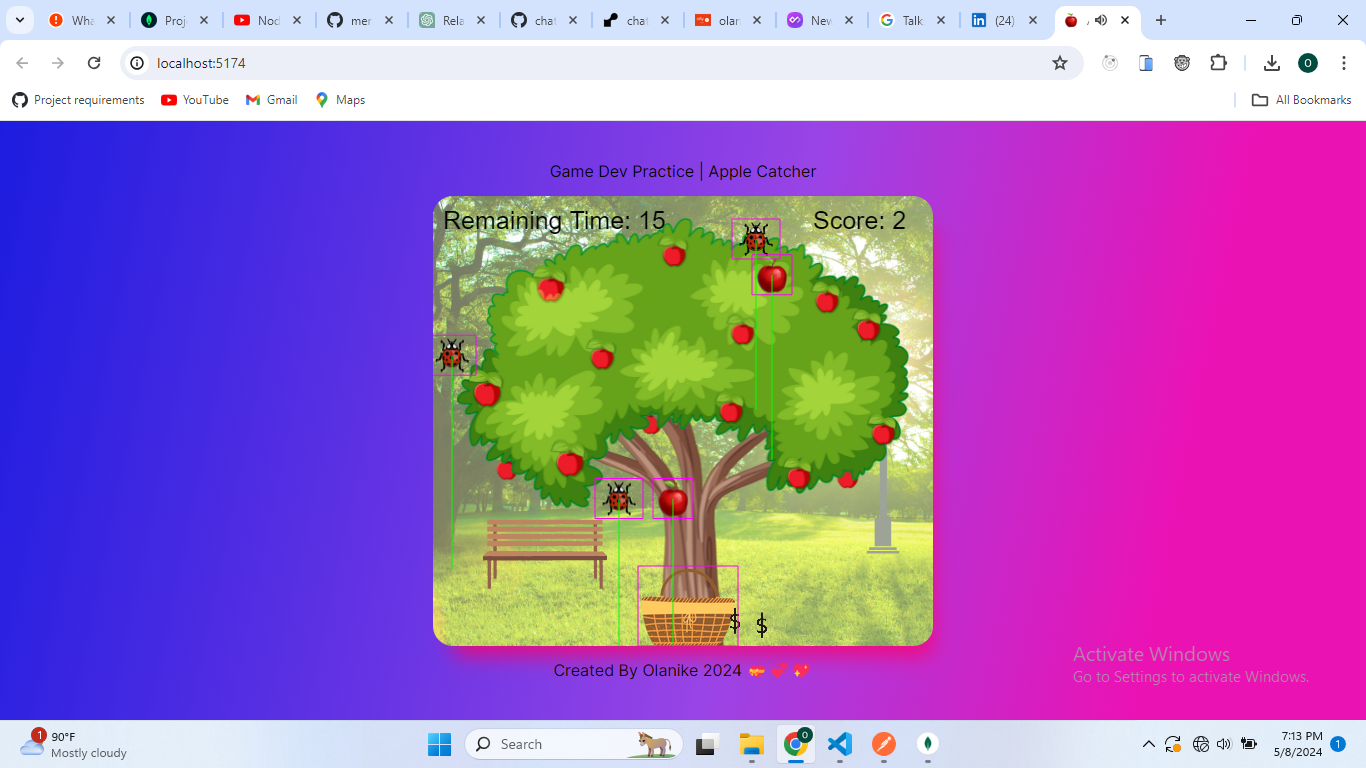 Wha
Proj
Nod
me
Rela
chat
chat
olar
New
Talk
(24)
localhost:5174
O
Project requirements
YouTube
Gmail
Maps
All Bookmarks
Game Dev Practice | Apple Catcher
Remaining Time: 15
Score: 2
$ $
Created By Olanike 2024
Activate Windows
Go to Settings to activate Windows.
1
90°F
Mostly cloudy
Search
O
7:13 PM
5/8/2024
1